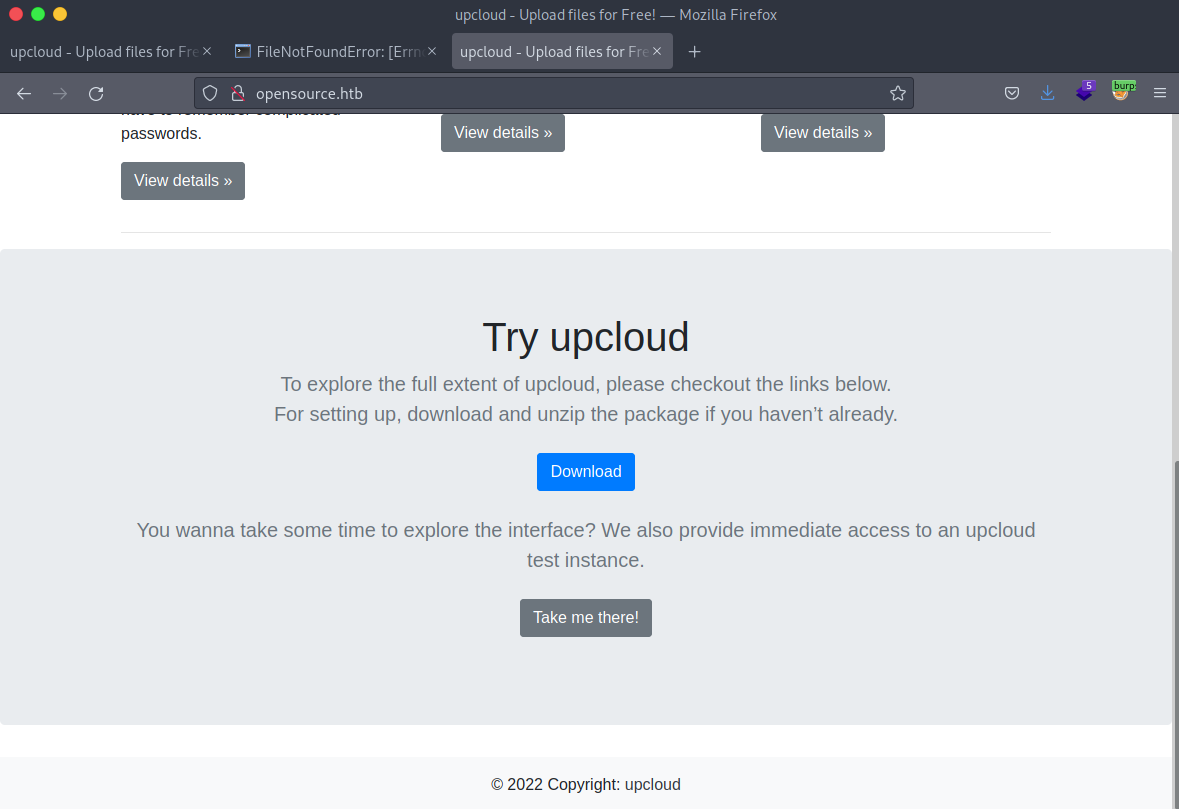 upcloud - Upload files for Free! — Mozilla Firefox
upcloud - Upload files for Fre
FileNotFoundError: [Errn
upcloud - Upload files for Fre
opensource.htb
5
burp
have to remember complicated
passwords.
View details »
View details »
View details »
Try upcloud
To explore the full extent of upcloud, please checkout the links below.
For setting up, download and unzip the package if you haven’t already.
Download
You wanna take some time to explore the interface? We also provide immediate access to an upcloud
test instance.
Take me there!
© 2022 Copyright: upcloud